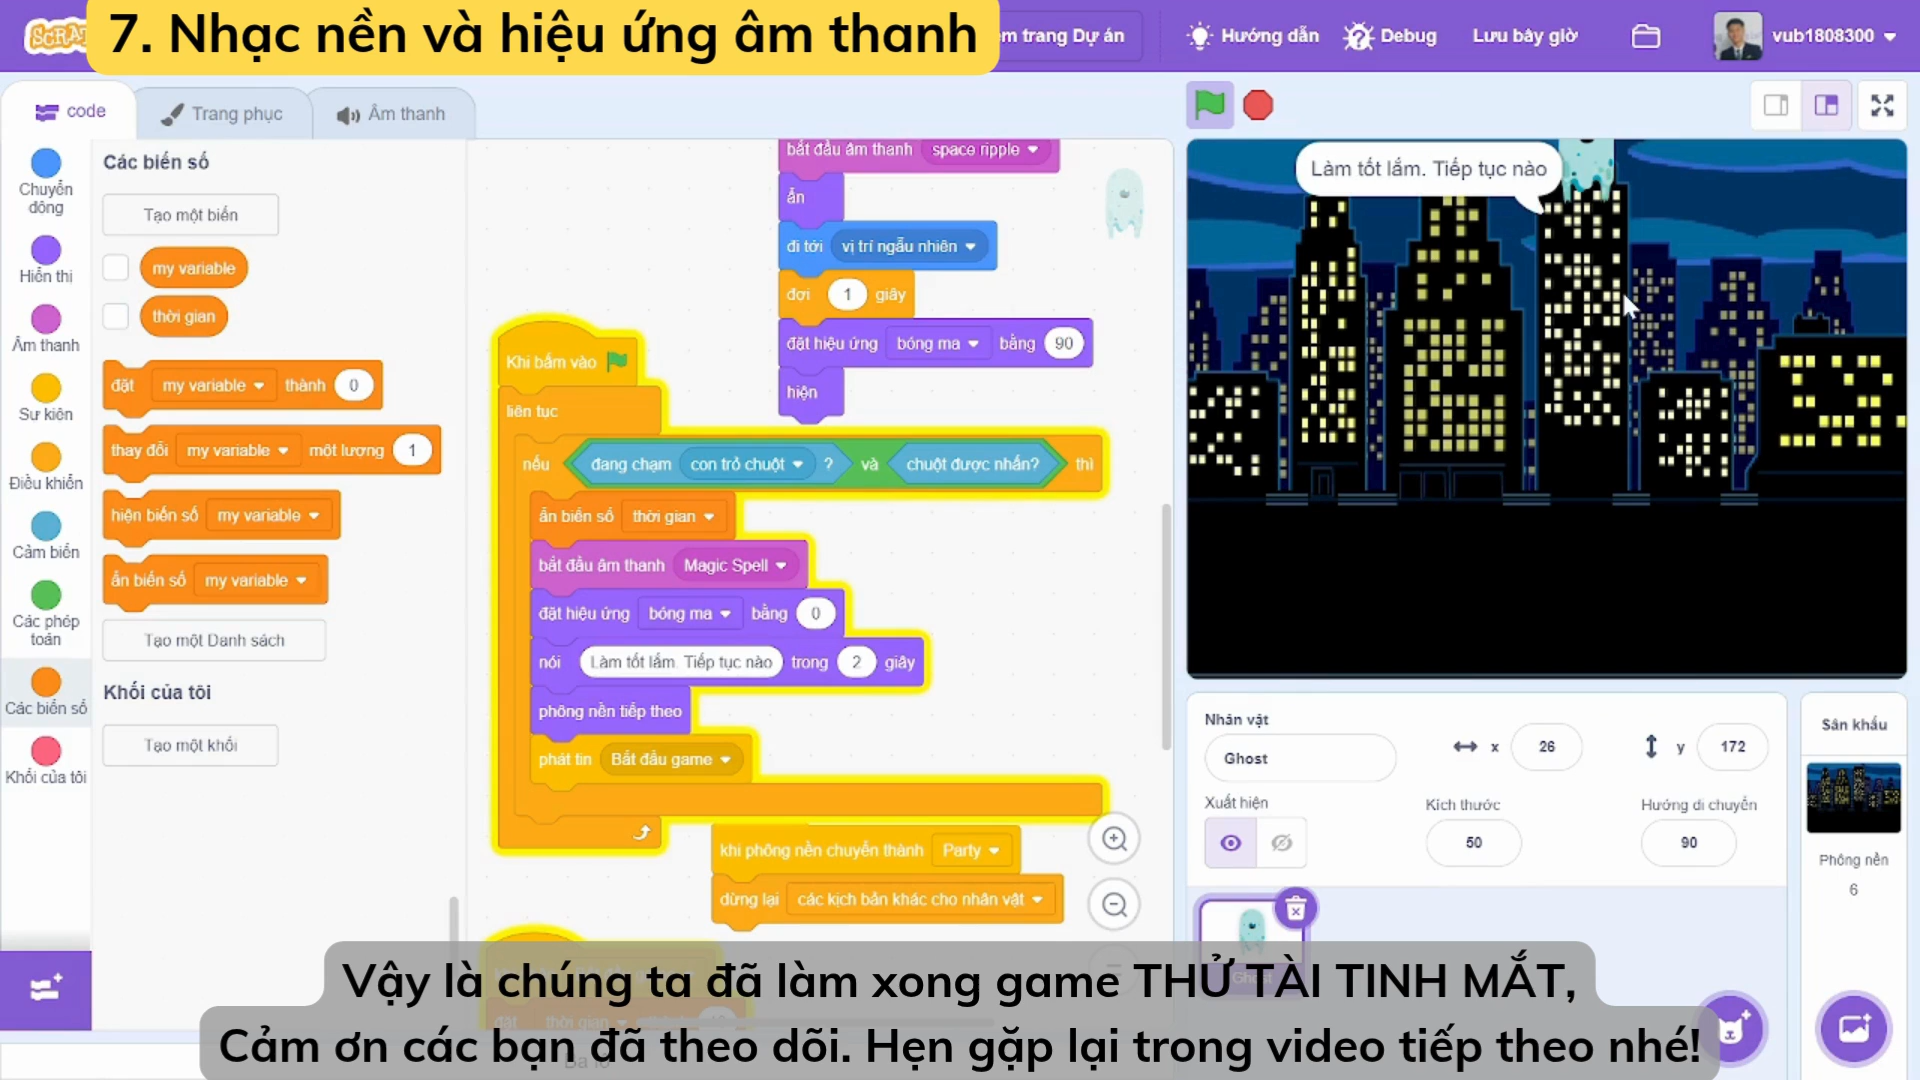 7. Nhạc nền và hiệu ứng âm thanh
trang Dự án
Hướng dẫn
Debug
Lưu bây giờ
vub1808300
code
Trang phục
Âm thanh
Chuyển động
Hiển thị
Âm thanh
Sự kiện
Điều khiển
Cảm biến
Các phép toán
Các biến số
Khối của tôi
Các biến số
Tạo một biến
my variable
thời gian
đặt my variable thành 0
thay đổi my variable một lượng 1
hiện biến số my variable
ẩn biến số my variable
Tạo một Danh sách
Khối của tôi
Tạo một khối
bắt đầu âm thanh space ripple
ẩn
đi tới vị trí ngẫu nhiên
đợi 1 giây
đặt hiệu ứng bóng ma bằng 90
hiện
Khi bấm vào
liên tục
nếu đang chạm con trỏ chuột ? và chuột được nhấn? thì
ẩn biến số thời gian
bắt đầu âm thanh Magic Spell
đặt hiệu ứng bóng ma bằng 0
nói Làm tốt lắm. Tiếp tục nào trong 2 giây
phông nền tiếp theo
phát tin Bắt đầu game
khi phông nền chuyển thành Party
dừng lại các kịch bản khác cho nhân vật
Làm tốt lắm. Tiếp tục nào
Nhân vật
Ghost
x 26
y 172
Xuất hiện
Kích thước
50
Hướng di chuyển
90
Sân khấu
Phông nền
6
Vậy là chúng ta đã làm xong game THỬ TÀI TINH MẮT,
Cảm ơn các bạn đã theo dõi. Hẹn gặp lại trong video tiếp theo nhé!